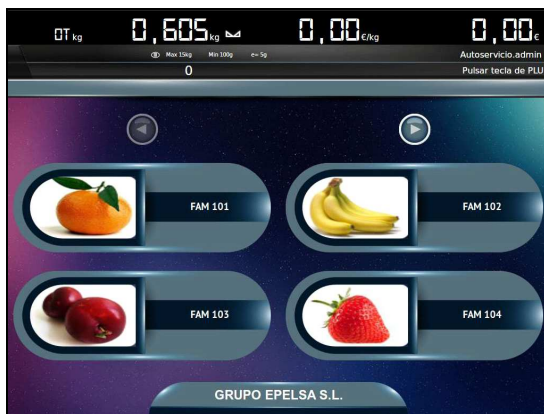 0T kg 0,605 kg 0,00 €/kg 0,00 €
Max 15kg Min 100g e= 5g Autoservicio.admin
0 Pulsar tecla de PLU
FAM 101 FAM 102
FAM 103 FAM 104
GRUPO EPELSA S.L.